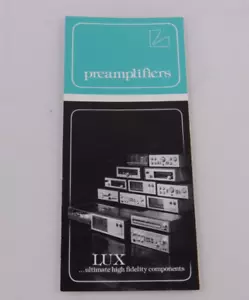 preamplifiers
LUX
...ultimate high fidelity components